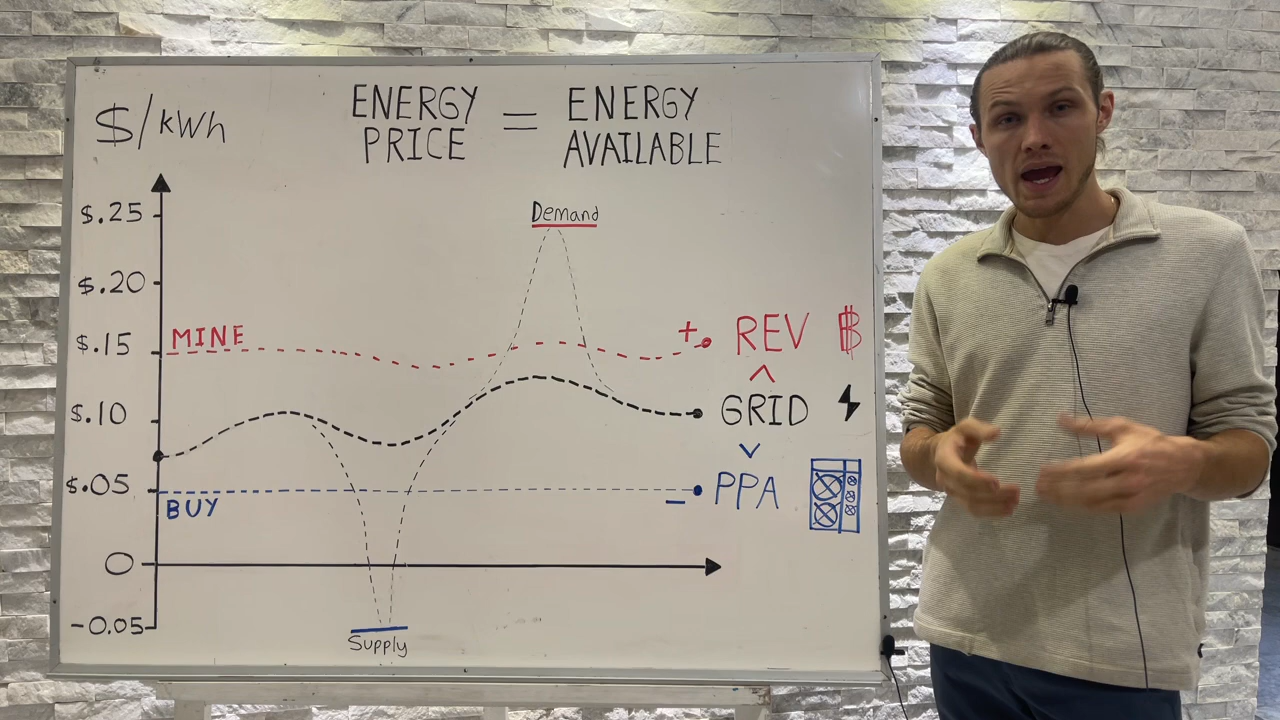 $/kWh
ENERGY PRICE = ENERGY AVAILABLE
$.25
Demand
$.20
MINE
$.15
+ REV ₿
^
$.10
GRID
v
$.05
BUY
- PPA
0
-0.05
Supply